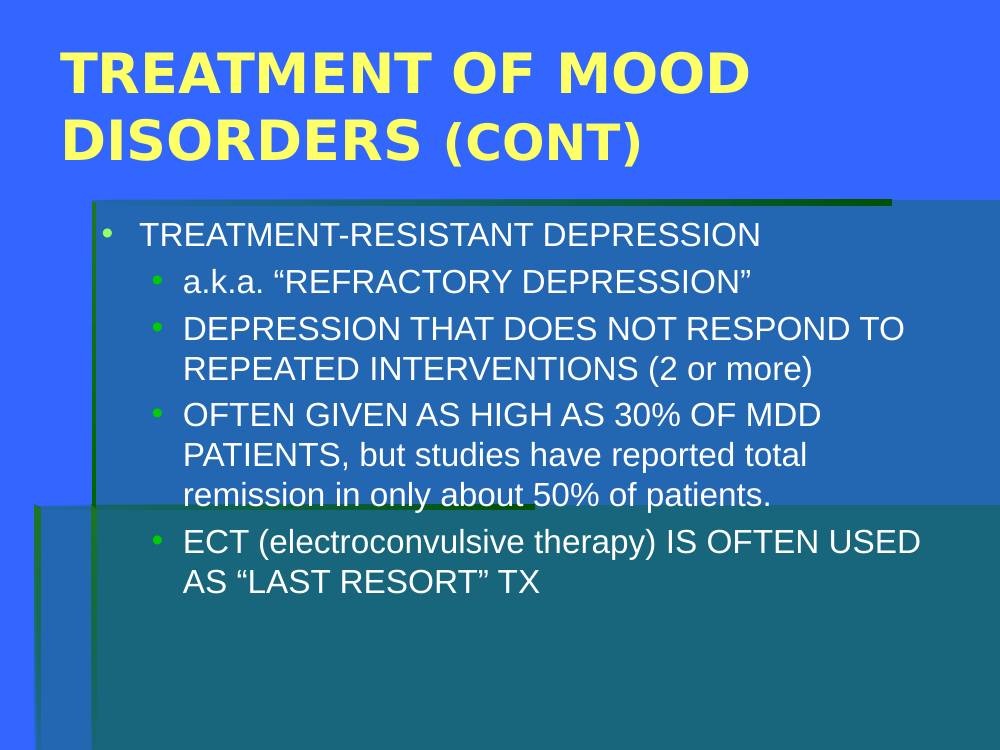 TREATMENT OF MOOD
DISORDERS (CONT)
• TREATMENT-RESISTANT DEPRESSION
• a.k.a. “REFRACTORY DEPRESSION”
• DEPRESSION THAT DOES NOT RESPOND TO
REPEATED INTERVENTIONS (2 or more)
• OFTEN GIVEN AS HIGH AS 30% OF MDD
PATIENTS, but studies have reported total
remission in only about 50% of patients.
• ECT (electroconvulsive therapy) IS OFTEN USED
AS “LAST RESORT” TX